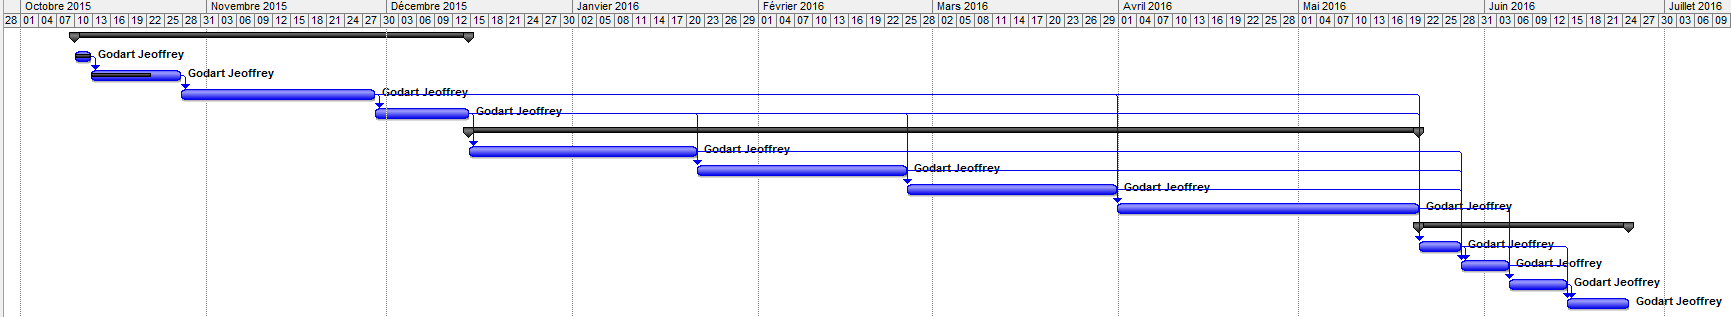 Octobre 2015 Novembre 2015 Décembre 2015 Janvier 2016 Février 2016 Mars 2016 Avril 2016 Mai 2016 Juin 2016 Juillet 2016
28 01 04 07 10 13 16 19 22 25 28 31 03 06 09 12 15 18 21 24 27 30 03 06 09 12 15 18 21 24 27 30 02 05 08 11 14 17 20 23 26 29 01 04 07 10 13 16 19 22 25 28 02 05 08 11 14 17 20 23 26 29 01 04 07 10 13 16 19 22 25 28 01 04 07 10 13 16 19 22 25 28 31 03 06 09 12 15 18 21 24 27 30 03 06 09
Godart Jeoffrey
Godart Jeoffrey
Godart Jeoffrey
Godart Jeoffrey
Godart Jeoffrey
Godart Jeoffrey
Godart Jeoffrey
Godart Jeoffrey
Godart Jeoffrey
Godart Jeoffrey
Godart Jeoffrey
Godart Jeoffrey